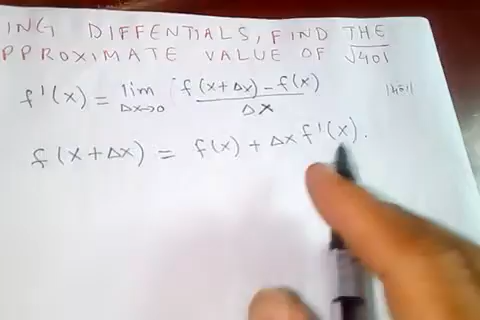 ING DIFFENTIALS, FIND THE
PPROXIMATE VALUE OF √401
f'(x) = lim Δx→0 f(x+Δx) - f(x) / Δx
f(x+Δx) = f(x) + Δx f'(x).